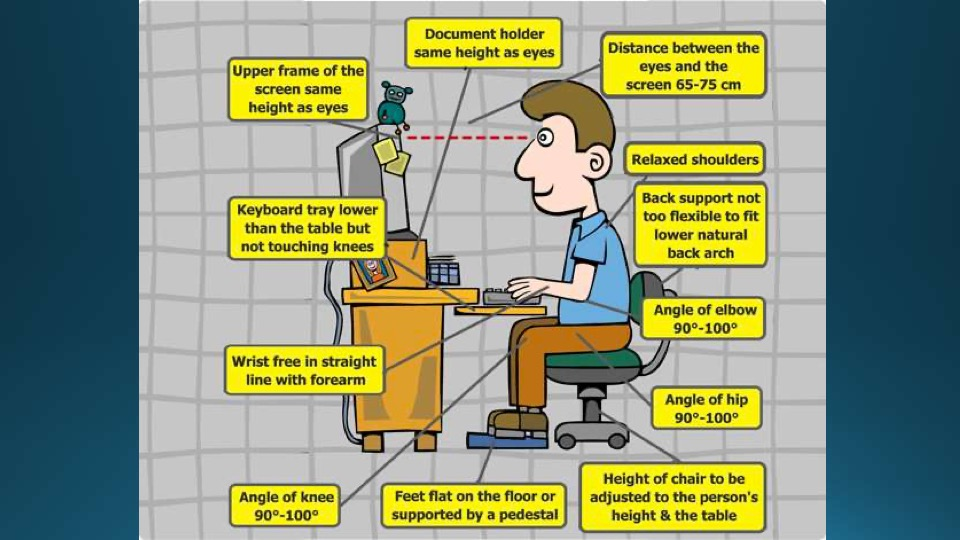 Document holder
same height as eyes
Distance between the
eyes and the
screen 65-75 cm
Upper frame of the
screen same
height as eyes
Relaxed shoulders
Back support not
too flexible to fit
lower natural
back arch
Keyboard tray lower
than the table but
not touching knees
Angle of elbow
90°-100°
Wrist free in straight
line with forearm
Angle of hip
90°-100°
Angle of knee
90°-100°
Feet flat on the floor or
supported by a pedestal
Height of chair to be
adjusted to the person's
height & the table